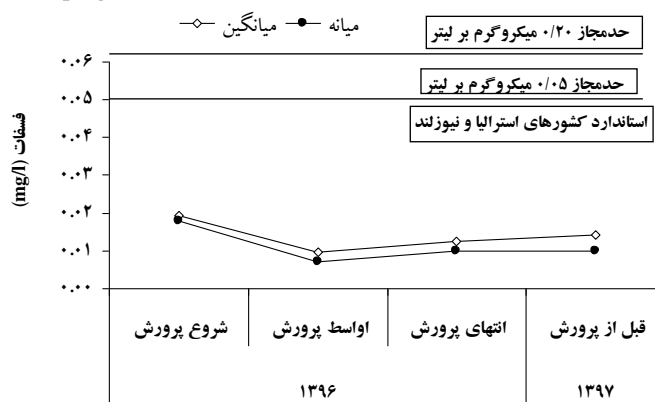 میانگین میانه
حدمجاز ۰/۲۰ میکروگرم بر لیتر
حدمجاز ۰/۰۵ میکروگرم بر لیتر
استاندارد کشورهای استرالیا و نیوزلند
فسفات (mg/l)
۰.۰۶
۰.۰۵
۰.۰۴
۰.۰۳
۰.۰۲
۰.۰۱
۰.۰۰
شروع پرورش اواسط پرورش انتهای پرورش قبل از پرورش
۱۳۹۶ ۱۳۹۷